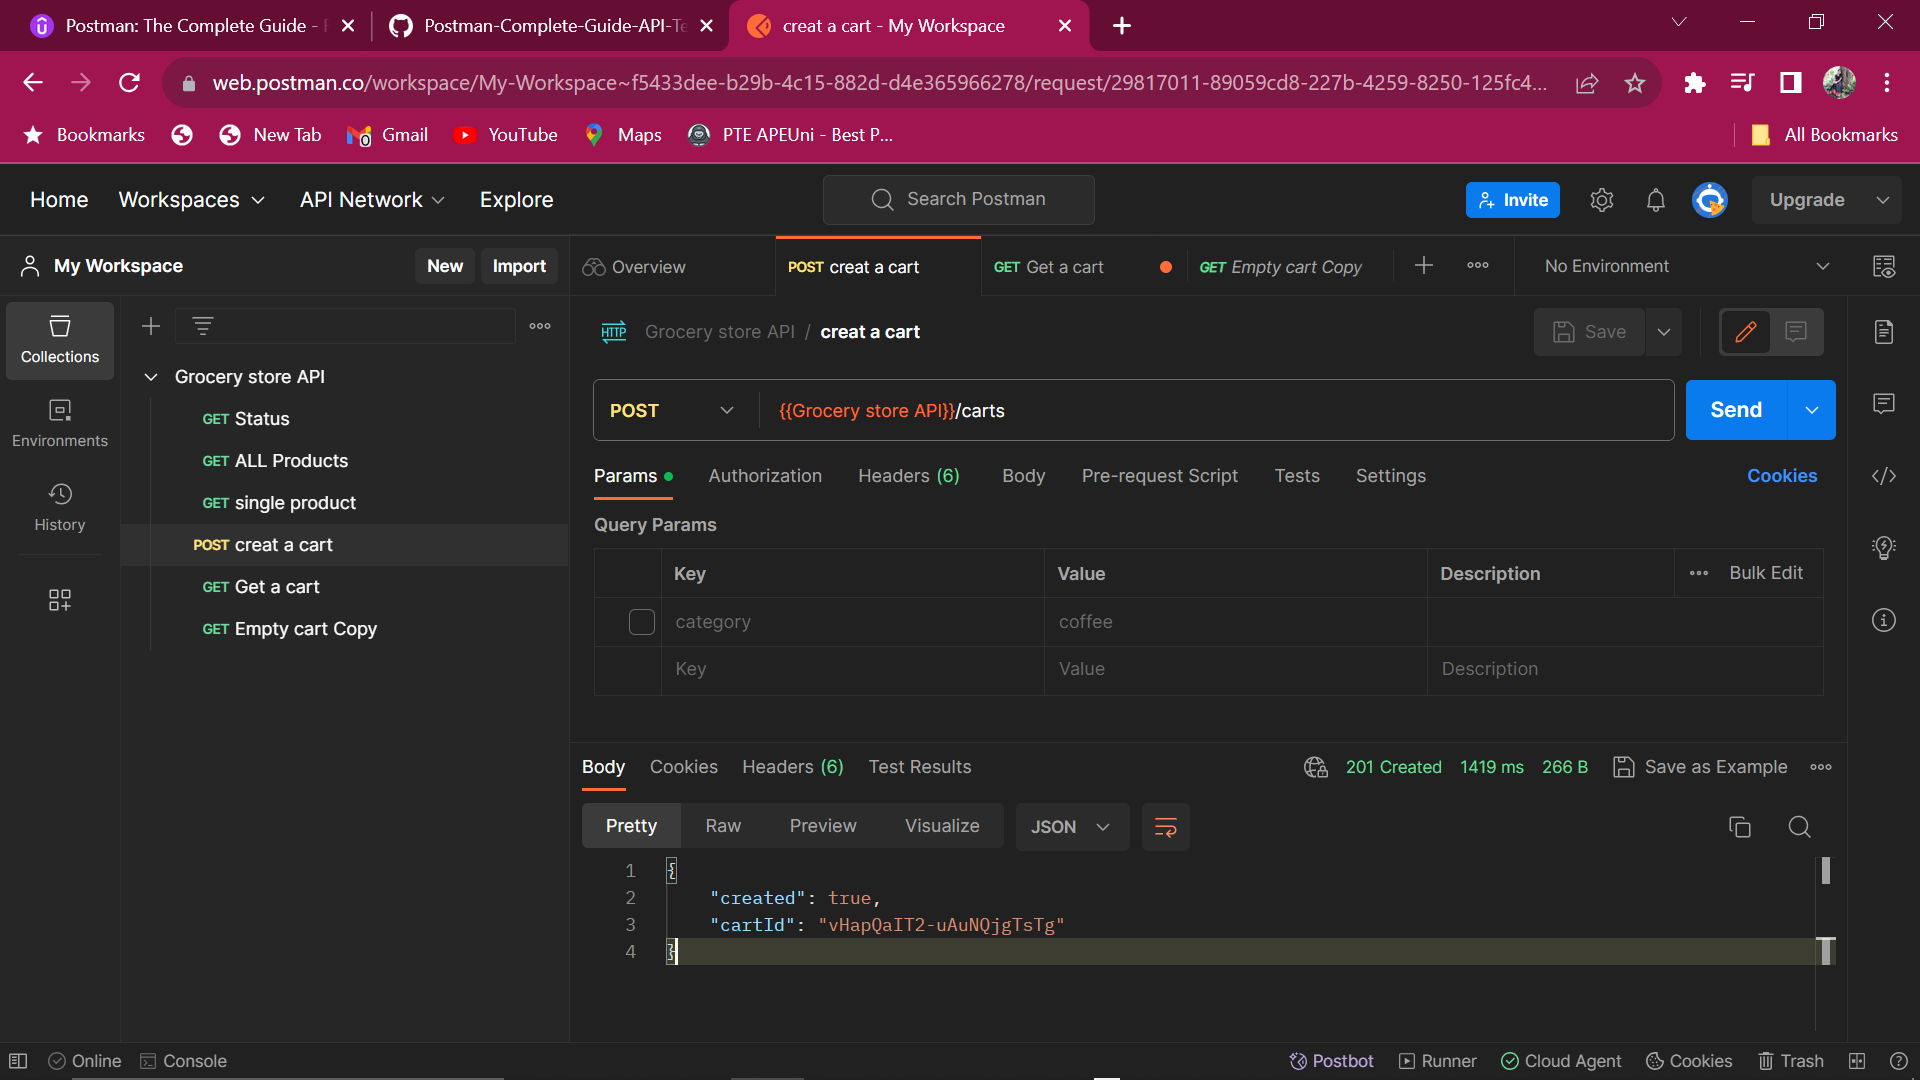 Postman: The Complete Guide -
Postman-Complete-Guide-API-Te
creat a cart - My Workspace
web.postman.co/workspace/My-Workspace~f5433dee-b29b-4c15-882d-d4e365966278/request/29817011-89059cd8-227b-4259-8250-125fc4...
Bookmarks
New Tab
Gmail
YouTube
Maps
PTE APEUni - Best P...
All Bookmarks
Home
Workspaces
API Network
Explore
Search Postman
Invite
Upgrade
My Workspace
New
Import
Overview
POST creat a cart
GET Get a cart
GET Empty cart Copy
No Environment
Collections
Environments
History
Grocery store API
GET Status
GET ALL Products
GET single product
POST creat a cart
GET Get a cart
GET Empty cart Copy
HTTP Grocery store API / creat a cart
Save
POST
{{Grocery store API}}/carts
Send
Params
Authorization
Headers (6)
Body
Pre-request Script
Tests
Settings
Cookies
Query Params
Key
Value
Description
Bulk Edit
category
coffee
Key
Value
Description
Body
Cookies
Headers (6)
Test Results
201 Created
1419 ms
266 B
Save as Example
Pretty
Raw
Preview
Visualize
JSON
1 {
2 "created": true,
3 "cartId": "vHapQaIT2-uAuNQjgTsTg"
4 }
Online
Console
Postbot
Runner
Cloud Agent
Cookies
Trash